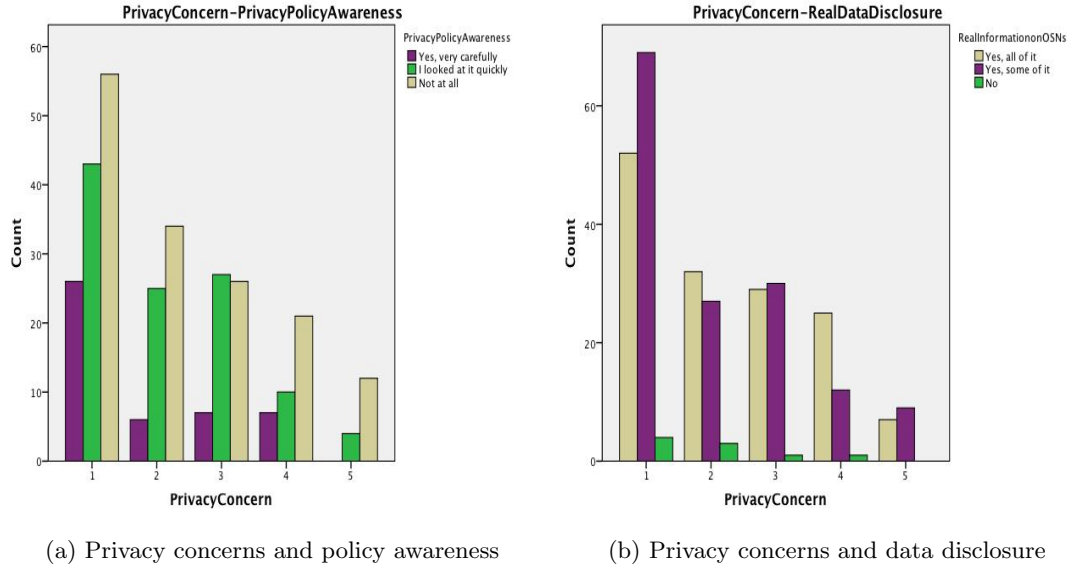 PrivacyConcern-PrivacyPolicyAwareness
PrivacyPolicyAwareness
Yes, very carefully
I looked at it quickly
Not at all
Count
60
50
40
30
20
10
0
1 2 3 4 5
PrivacyConcern
(a) Privacy concerns and policy awareness
PrivacyConcern-RealDataDisclosure
RealInformationonOSNs
Yes, all of it
Yes, some of it
No
Count
60
40
20
0
1 2 3 4 5
PrivacyConcern
(b) Privacy concerns and data disclosure